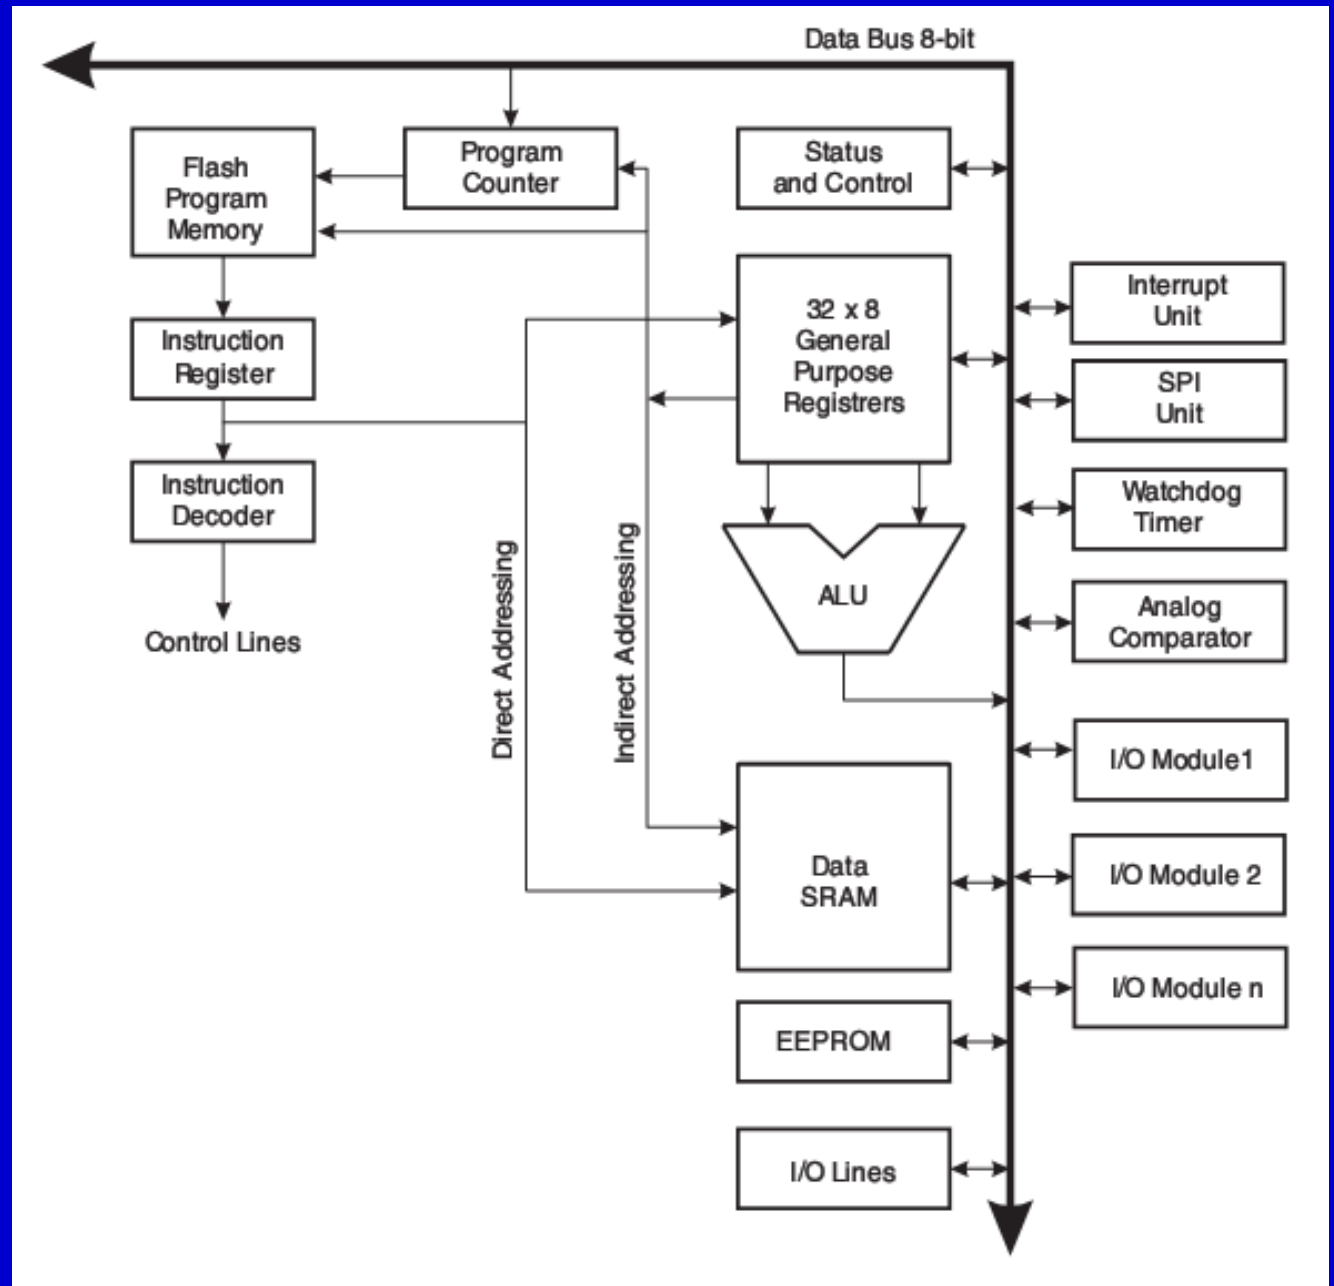 Data Bus 8-bit
Flash
Program
Memory
Program
Counter
Status
and Control
Interrupt
Unit
32 x 8
General
Purpose
Registrers
Instruction
Register
SPI
Unit
Instruction
Decoder
Watchdog
Timer
Control Lines
Direct Addressing
Indirect Addressing
ALU
Analog
Comparator
I/O Module1
Data
SRAM
I/O Module 2
I/O Module n
EEPROM
I/O Lines